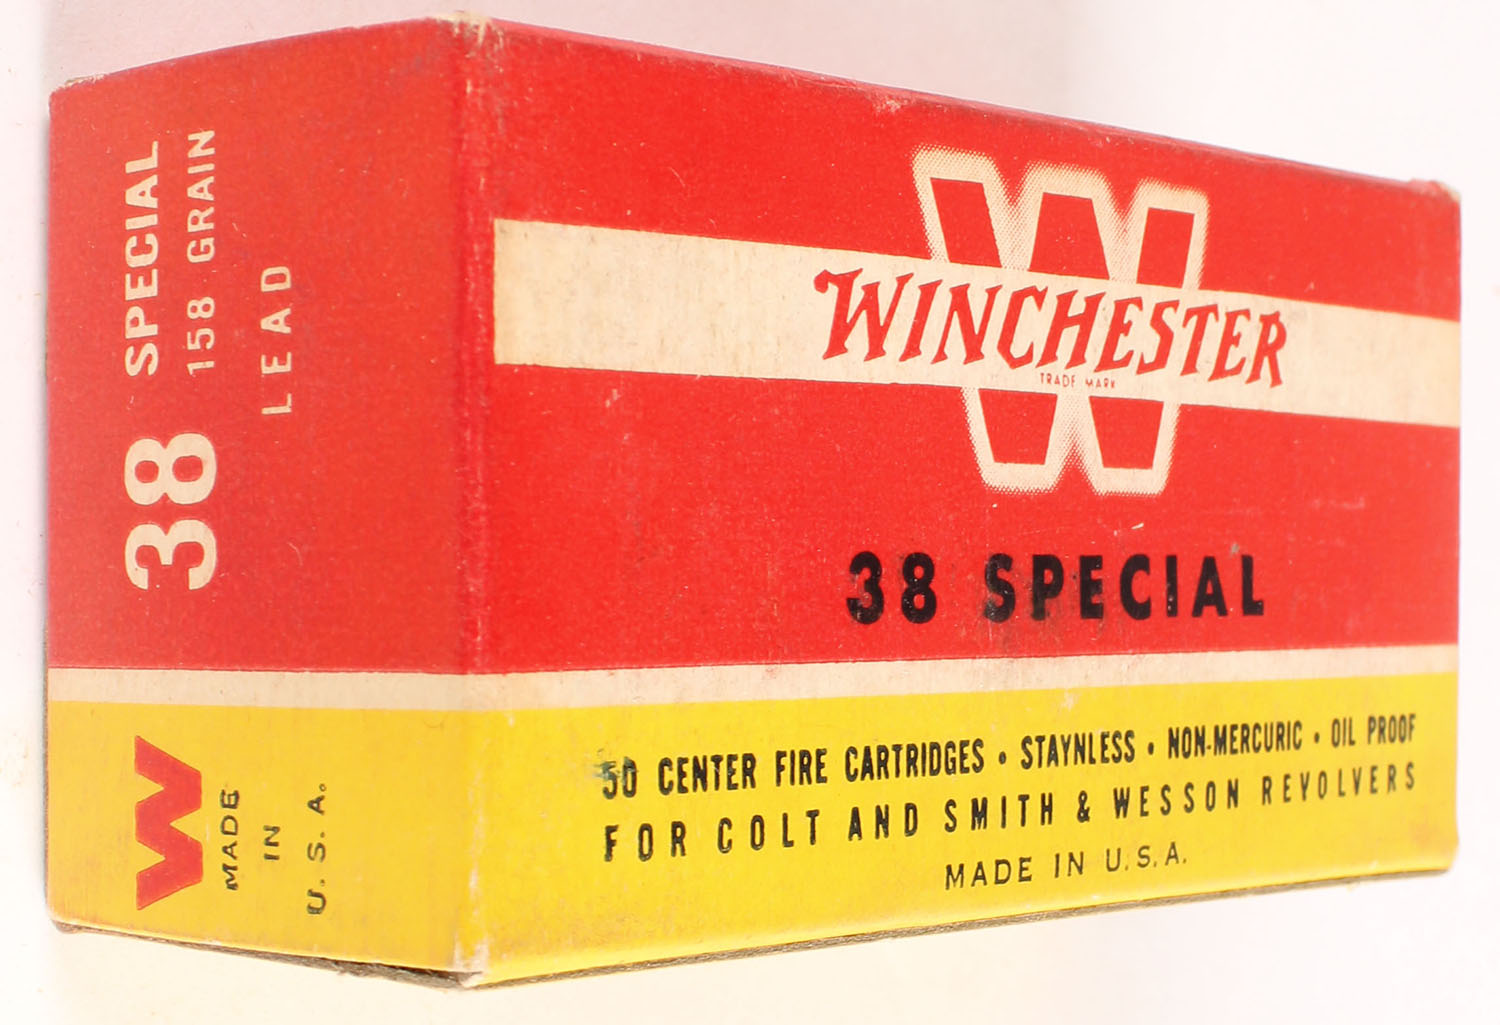 38 SPECIAL
158 GRAIN
LEAD
W
MADE
IN
U.S.A.
W
WINCHESTER
TRADE MARK
38 SPECIAL
50 CENTER FIRE CARTRIDGES • STAYNLESS • NON-MERCURIC • OIL PROOF
FOR COLT AND SMITH & WESSON REVOLVERS
MADE IN U.S.A.